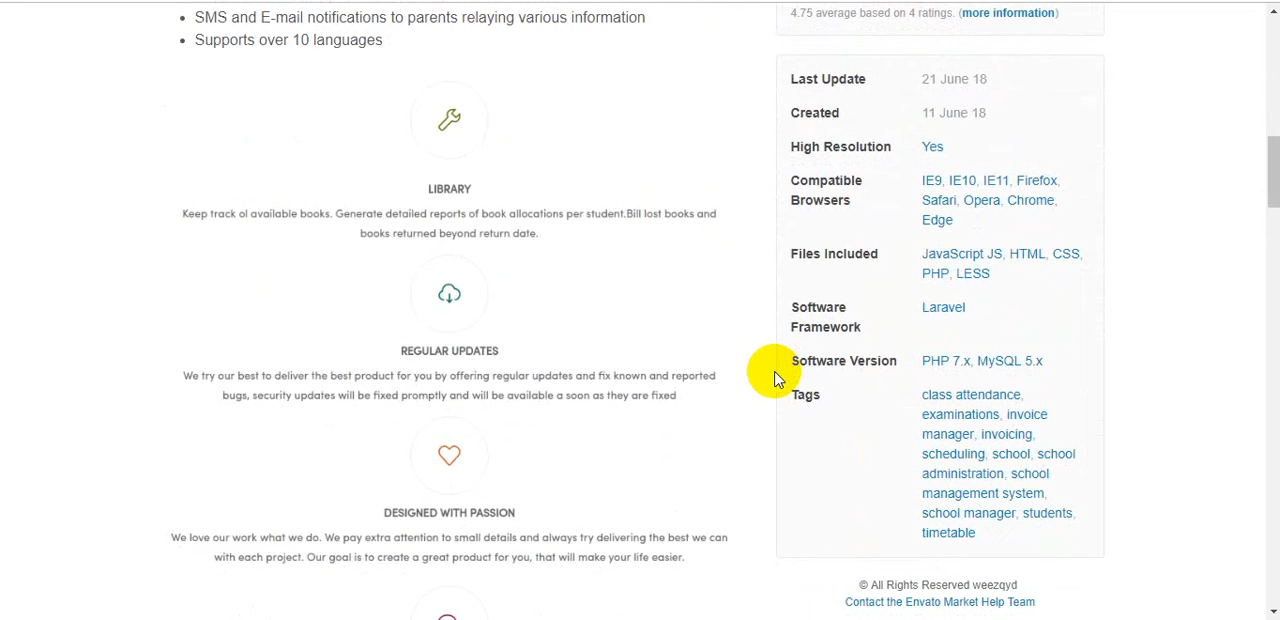 SMS and E-mail notifications to parents relaying various information
Supports over 10 languages
LIBRARY
Keep track of available books. Generate detailed reports of book allocations per student.Bill lost books and
books returned beyond return date.
REGULAR UPDATES
We try our best to deliver the best product for you by offering regular updates and fix known and reported
bugs, security updates will be fixed promptly and will be available a soon as they are fixed
DESIGNED WITH PASSION
We love our work what we do. We pay extra attention to small details and always try delivering the best we can
with each project. Our goal is to create a great product for you, that will make your life easier.
4.75 average based on 4 ratings. (more information)
Last Update 21 June 18
Created 11 June 18
High Resolution Yes
Compatible IE9, IE10, IE11, Firefox,
Browsers Safari, Opera, Chrome,
Edge
Files Included JavaScript JS, HTML, CSS,
PHP, LESS
Software Laravel
Framework
Software Version PHP 7.x, MySQL 5.x
Tags class attendance,
examinations, invoice
manager, invoicing,
scheduling, school, school
administration, school
management system,
school manager, students,
timetable
© All Rights Reserved weezqyd
Contact the Envato Market Help Team